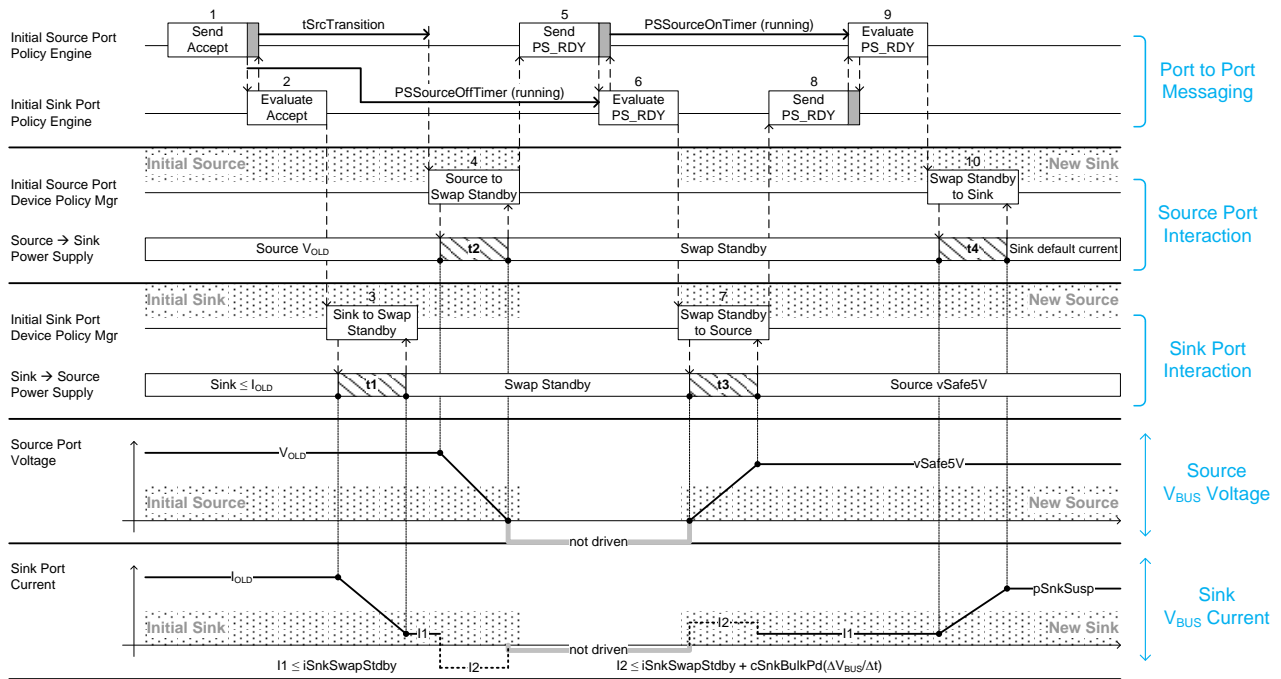 1
5
9
Initial Source Port
Policy Engine
Send
Accept
tSrcTransition
Send
PS_RDY
PSSourceOnTimer (running)
Evaluate
PS_RDY
Port to Port
Messaging
2
6
8
Initial Sink Port
Policy Engine
Evaluate
Accept
PSSourceOffTimer (running)
Evaluate
PS_RDY
Send
PS_RDY
Initial Source
New Sink
4
10
Initial Source Port
Device Policy Mgr
Source to
Swap Standby
Swap Standby
to Sink
Source Port
Interaction
Source → Sink
Power Supply
Source VOLD
t2
Swap Standby
t4
Sink default current
Initial Sink
New Source
3
7
Initial Sink Port
Device Policy Mgr
Sink to Swap
Standby
Swap Standby
to Source
Sink Port
Interaction
Sink → Source
Power Supply
Sink ≤ IOLD
t1
Swap Standby
t3
Source vSafe5V
Source Port
Voltage
VOLD
vSafe5V
Source
VBUS Voltage
Initial Source
New Source
not driven
Sink Port
Current
IOLD
pSnkSusp
Sink
VBUS Current
Initial Sink
New Sink
I1
I2
not driven
I2
I1
I1 ≤ iSnkSwapStdby
I2 ≤ iSnkSwapStdby + cSnkBulkPd(ΔVBUS/Δt)